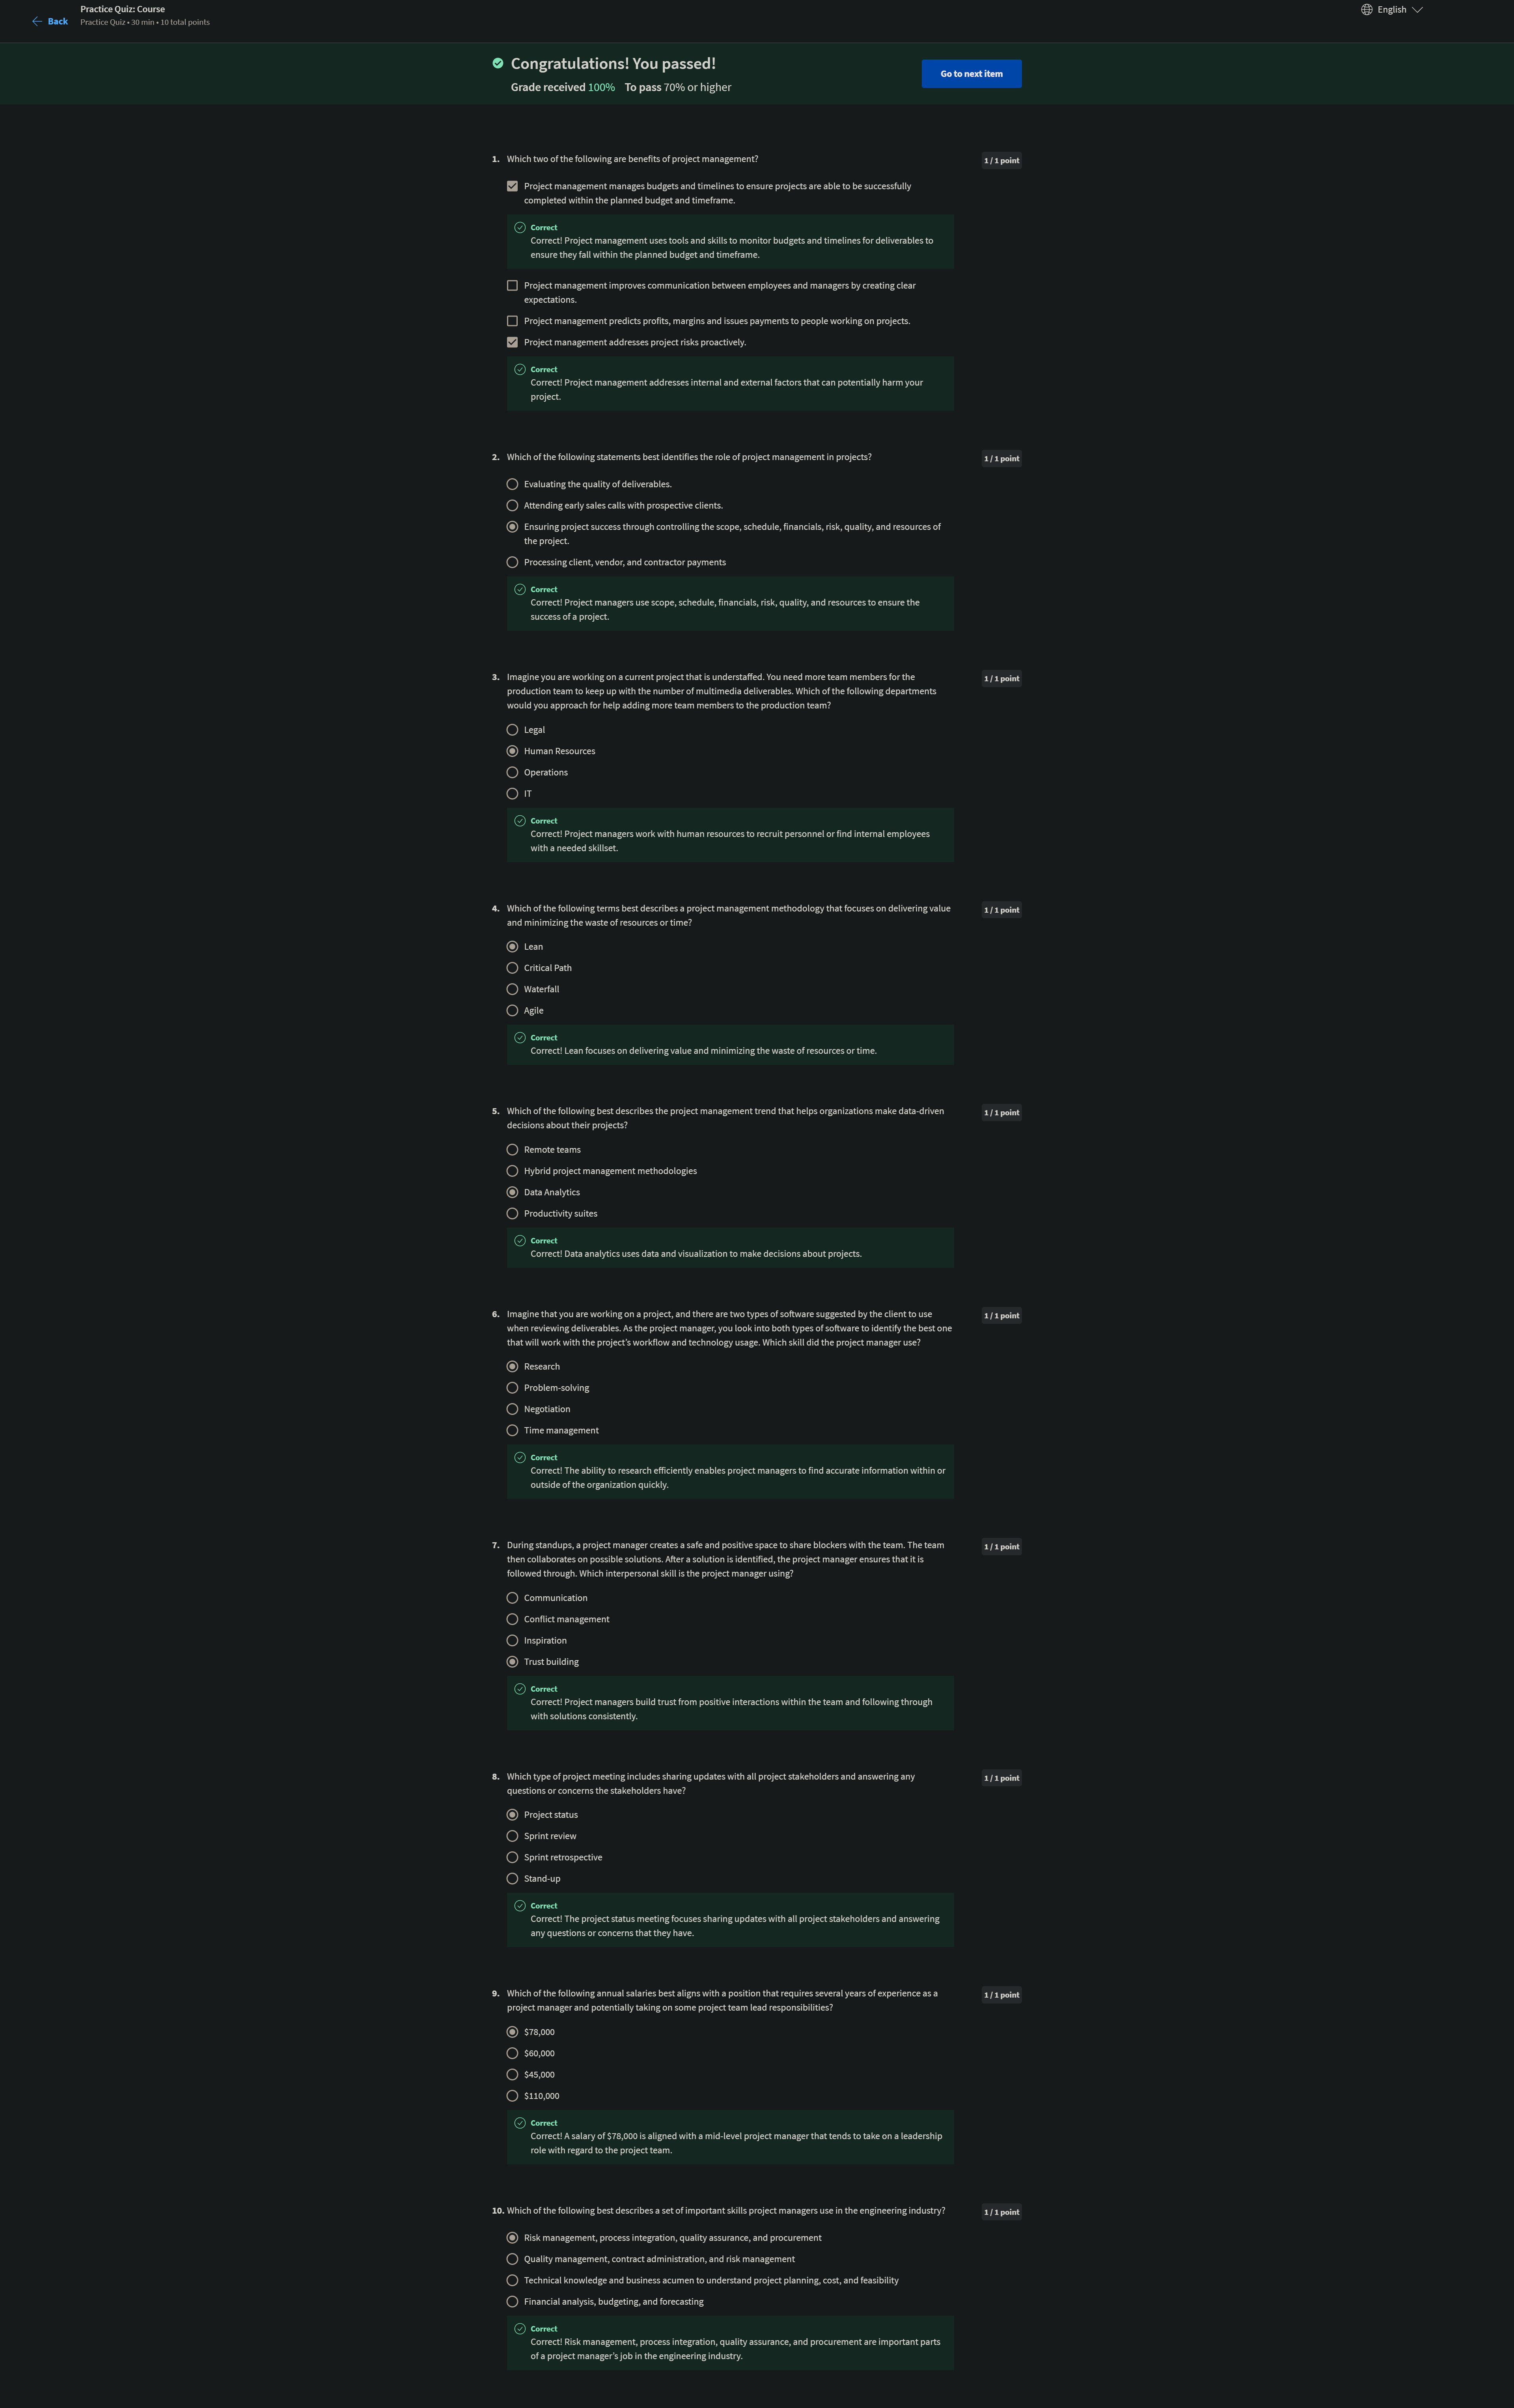 Practice Quiz: Course
Back
Practice Quiz • 30 min • 10 total points
English
Congratulations! You passed!
Grade received 100% To pass 70% or higher
Go to next item
1. Which two of the following are benefits of project management?
1 / 1 point
Project management manages budgets and timelines to ensure projects are able to be successfully
completed within the planned budget and timeframe.
Correct
Correct! Project management uses tools and skills to monitor budgets and timelines for deliverables to
ensure they fall within the planned budget and timeframe.
Project management improves communication between employees and managers by creating clear
expectations.
Project management predicts profits, margins and issues payments to people working on projects.
Project management addresses project risks proactively.
Correct
Correct! Project management addresses internal and external factors that can potentially harm your
project.
2. Which of the following statements best identifies the role of project management in projects?
1 / 1 point
Evaluating the quality of deliverables.
Attending early sales calls with prospective clients.
Ensuring project success through controlling the scope, schedule, financials, risk, quality, and resources of
the project.
Processing client, vendor, and contractor payments
Correct
Correct! Project managers use scope, schedule, financials, risk, quality, and resources to ensure the
success of a project.
3. Imagine you are working on a current project that is understaffed. You need more team members for the
production team to keep up with the number of multimedia deliverables. Which of the following departments
would you approach for help adding more team members to the production team?
1 / 1 point
Legal
Human Resources
Operations
IT
Correct
Correct! Project managers work with human resources to recruit personnel or find internal employees
with a needed skillset.
4. Which of the following terms best describes a project management methodology that focuses on delivering value
and minimizing the waste of resources or time?
1 / 1 point
Lean
Critical Path
Waterfall
Agile
Correct
Correct! Lean focuses on delivering value and minimizing the waste of resources or time.
5. Which of the following best describes the project management trend that helps organizations make data-driven
decisions about their projects?
1 / 1 point
Remote teams
Hybrid project management methodologies
Data Analytics
Productivity suites
Correct
Correct! Data analytics uses data and visualization to make decisions about projects.
6. Imagine that you are working on a project, and there are two types of software suggested by the client to use
when reviewing deliverables. As the project manager, you look into both types of software to identify the best one
that will work with the project's workflow and technology usage. Which skill did the project manager use?
1 / 1 point
Research
Problem-solving
Negotiation
Time management
Correct
Correct! The ability to research efficiently enables project managers to find accurate information within or
outside of the organization quickly.
7. During standups, a project manager creates a safe and positive space to share blockers with the team. The team
then collaborates on possible solutions. After a solution is identified, the project manager ensures that it is
followed through. Which interpersonal skill is the project manager using?
1 / 1 point
Communication
Conflict management
Inspiration
Trust building
Correct
Correct! Project managers build trust from positive interactions within the team and following through
with solutions consistently.
8. Which type of project meeting includes sharing updates with all project stakeholders and answering any
questions or concerns the stakeholders have?
1 / 1 point
Project status
Sprint review
Sprint retrospective
Stand-up
Correct
Correct! The project status meeting focuses sharing updates with all project stakeholders and answering
any questions or concerns that they have.
9. Which of the following annual salaries best aligns with a position that requires several years of experience as a
project manager and potentially taking on some project team lead responsibilities?
1 / 1 point
$78,000
$60,000
$45,000
$110,000
Correct
Correct! A salary of $78,000 is aligned with a mid-level project manager that tends to take on a leadership
role with regard to the project team.
10. Which of the following best describes a set of important skills project managers use in the engineering industry?
1 / 1 point
Risk management, process integration, quality assurance, and procurement
Quality management, contract administration, and risk management
Technical knowledge and business acumen to understand project planning, cost, and feasibility
Financial analysis, budgeting, and forecasting
Correct
Correct! Risk management, process integration, quality assurance, and procurement are important parts
of a project manager's job in the engineering industry.